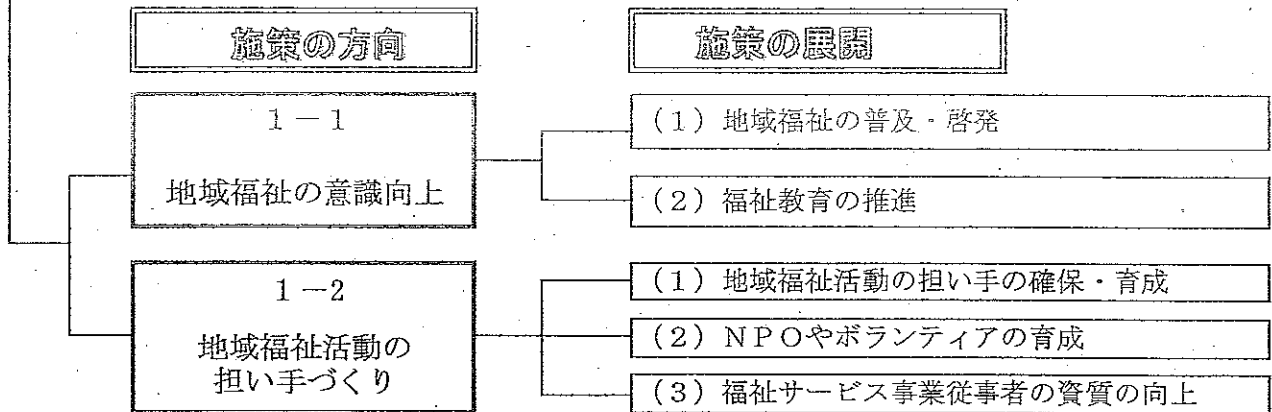 施策の方向
施策の展開
1－1
地域福祉の意識向上
(1) 地域福祉の普及・啓発
(2) 福祉教育の推進
1－2
地域福祉活動の
担い手づくり
(1) 地域福祉活動の担い手の確保・育成
(2) NPOやボランティアの育成
(3) 福祉サービス事業従事者の資質の向上